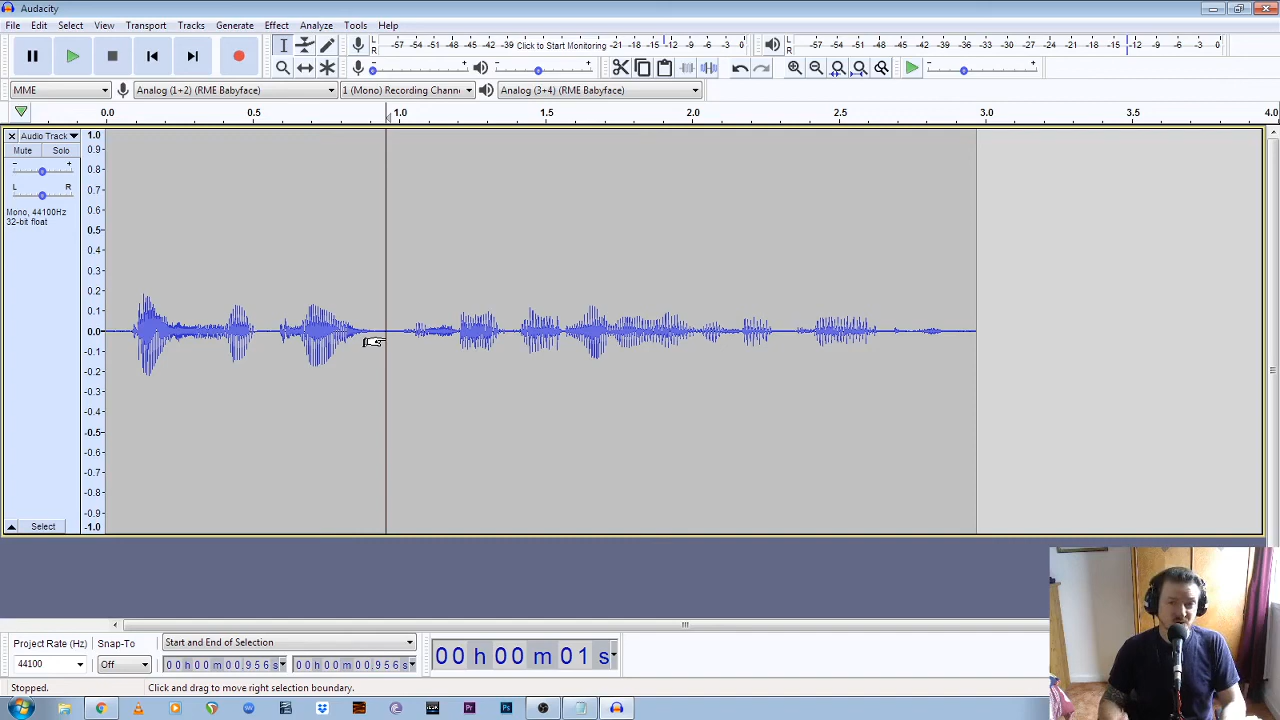 Audacity
File Edit Select View Transport Tracks Generate Effect Analyze Tools Help
L R -57 -54 -51 -48 -45 -42 -39 Click to Start Monitoring -21 -18 -15 -12 -9 -6 -3 0
L R -57 -54 -51 -48 -45 -42 -39 -36 -33 -30 -27 -24 -21 -18 -15 -12 -9 -6 -3 0
MME Analog (1+2) (RME Babyface) 1 (Mono) Recording Chann Analog (3+4) (RME Babyface)
0.0 0.5 1.0 1.5 2.0 2.5 3.0 3.5 4.0
Audio Track
Mute Solo
- +
L R
Mono, 44100Hz
32-bit float
Select
1.0
0.9
0.8
0.7
0.6
0.5
0.4
0.3
0.2
0.1
0.0
-0.1
-0.2
-0.3
-0.4
-0.5
-0.6
-0.7
-0.8
-0.9
-1.0
Project Rate (Hz) Snap-To Start and End of Selection
44100 Off 00h00m00.956s 00h00m00.956s
00h00m01s
Stopped. Click and drag to move right selection boundary.